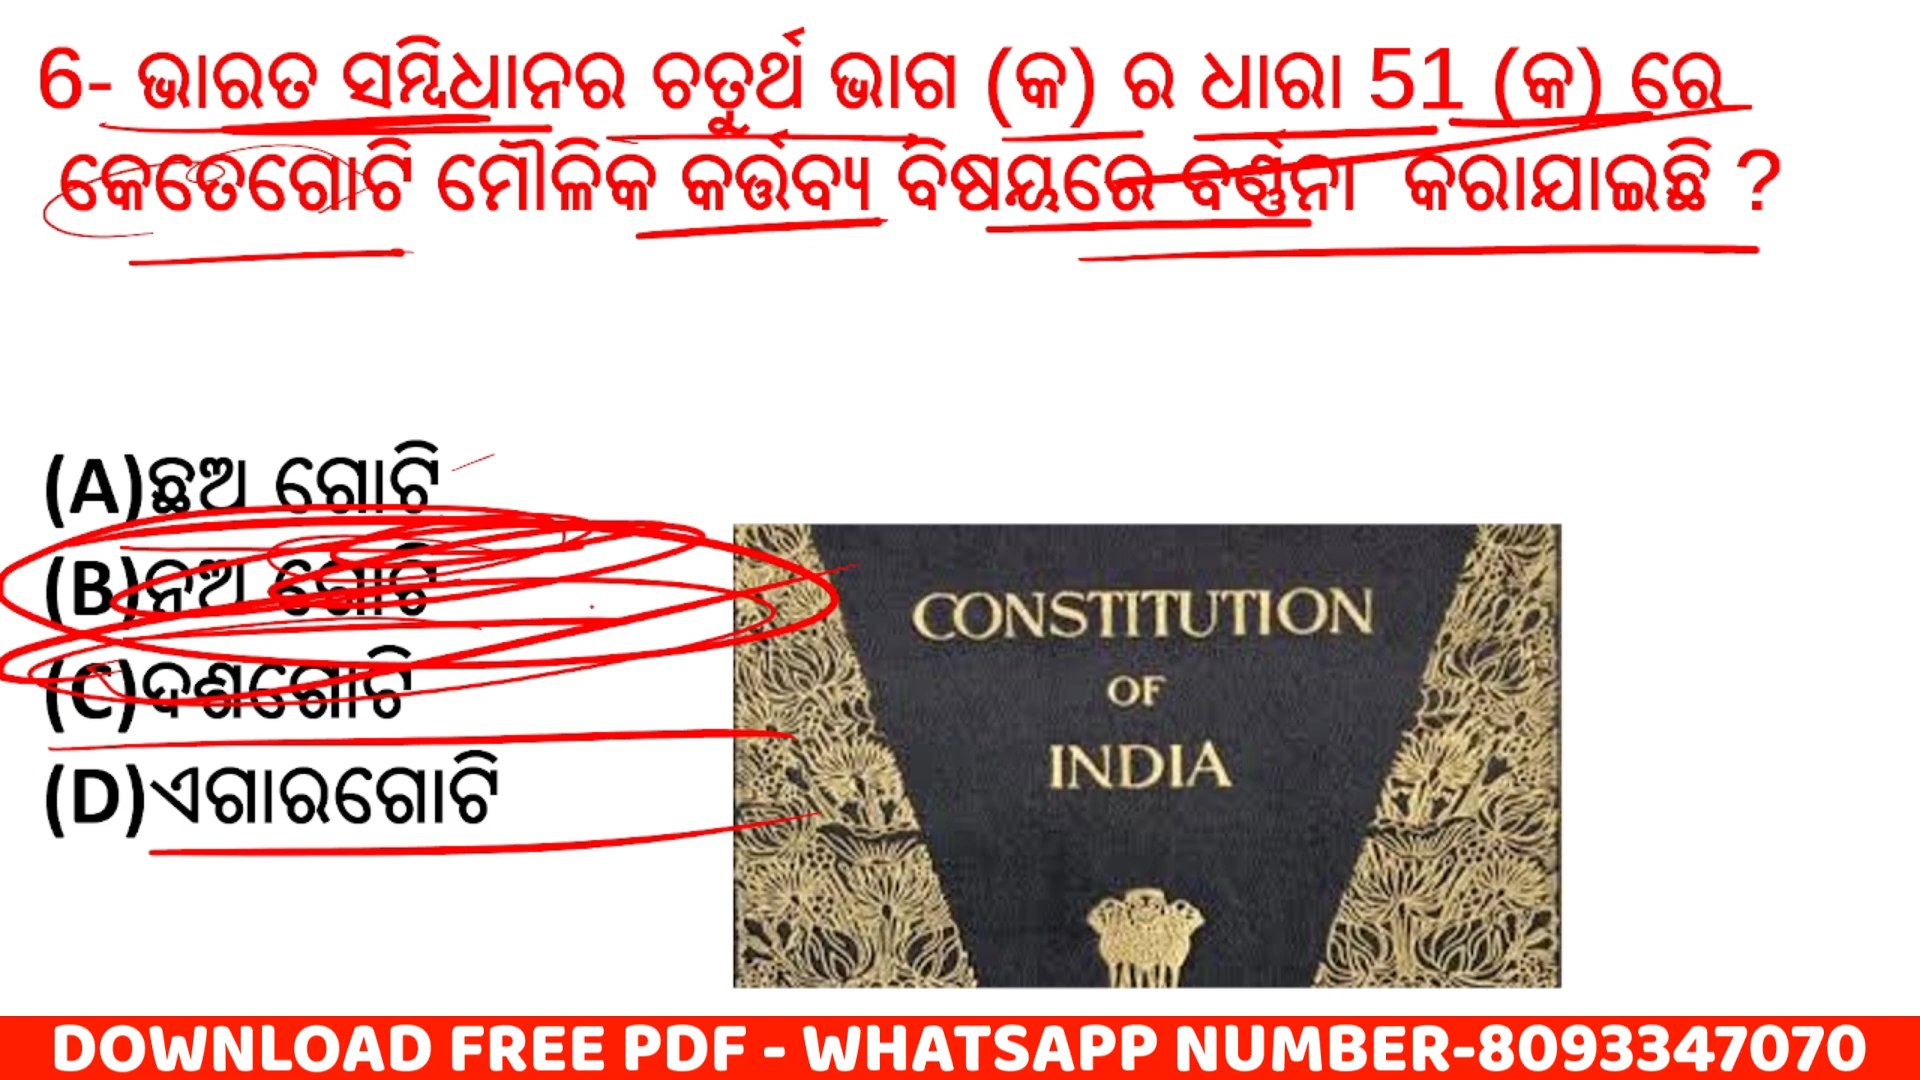 6- ଭାରତ ସମ୍ବିଧାନର ଚତୁର୍ଥ ଭାଗ (କ) ର ଧାରା 51 (କ) ରେ
କେତେଗୋଟି ମୌଳିକ କର୍ତ୍ତବ୍ୟ ବିଷୟରେ ବର୍ଣ୍ଣନା କରାଯାଇଛି ?
(A)ଛଅ ଗୋଟି
(B)ନଅ ଗୋଟି
(C)ଦଶଗୋଟି
(D)ଏଗାରଗୋଟି
CONSTITUTION
OF
INDIA
DOWNLOAD FREE PDF - WHATSAPP NUMBER-8093347070